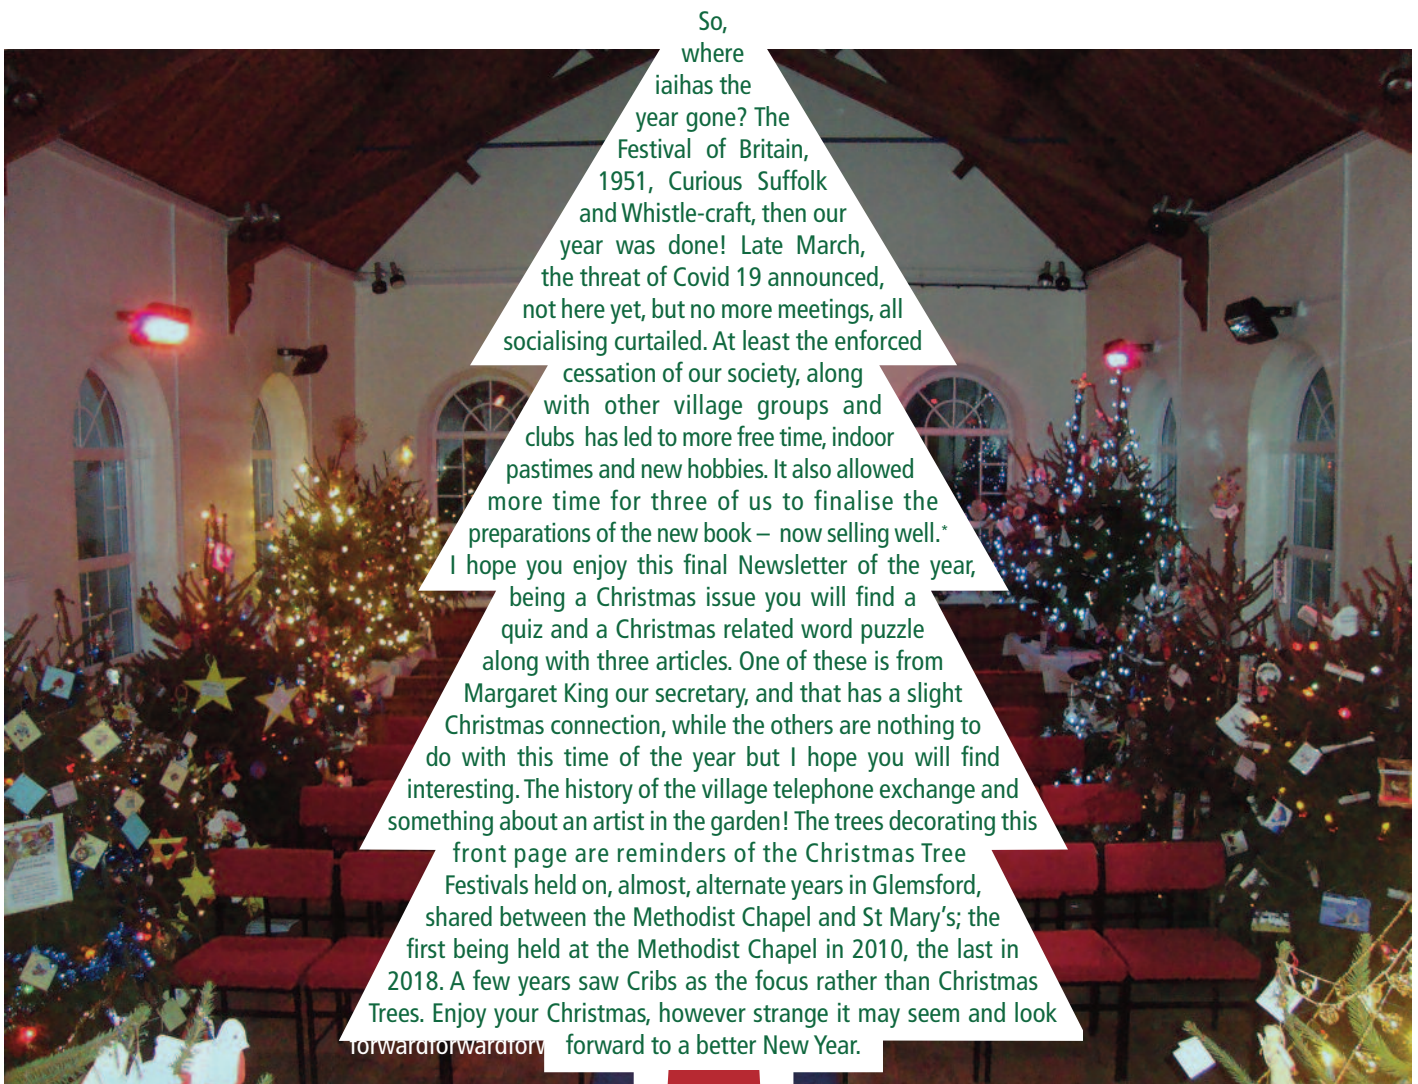 So,
where
iaihas the
year gone? The
Festival of Britain,
1951, Curious Suffolk
and Whistle-craft, then our
year was done! Late March,
the threat of Covid 19 announced,
not here yet, but no more meetings, all
socialising curtailed. At least the enforced
cessation of our society, along
with other village groups and
clubs has led to more free time, indoor
pastimes and new hobbies. It also allowed
more time for three of us to finalise the
preparations of the new book – now selling well.*
I hope you enjoy this final Newsletter of the year,
being a Christmas issue you will find a
quiz and a Christmas related word puzzle
along with three articles. One of these is from
Margaret King our secretary, and that has a slight
Christmas connection, while the others are nothing to
do with this time of the year but I hope you will find
interesting. The history of the village telephone exchange and
something about an artist in the garden! The trees decorating this
front page are reminders of the Christmas Tree
Festivals held on, almost, alternate years in Glemsford,
shared between the Methodist Chapel and St Mary's; the
first being held at the Methodist Chapel in 2010, the last in
2018. A few years saw Cribs as the focus rather than Christmas
Trees. Enjoy your Christmas, however strange it may seem and look
forwardforwardforw forward to a better New Year.